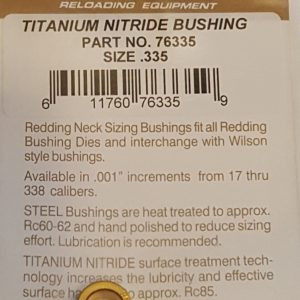 RELOADING EQUIPMENT
TITANIUM NITRIDE BUSHING
PART NO. 76335
SIZE .335
6 11760 76335 9
Redding Neck Sizing Bushings fit all Redding
Bushing Dies and interchange with Wilson
style bushings.
Available in .001" increments from 17 thru
338 calibers.
STEEL Bushings are heat treated to approx.
Rc60-62 and hand polished to reduce sizing
effort. Lubrication is recommended.
TITANIUM NITRIDE surface treatment tech-
nology increases the lubricity and effective
surface to approx. Rc85.